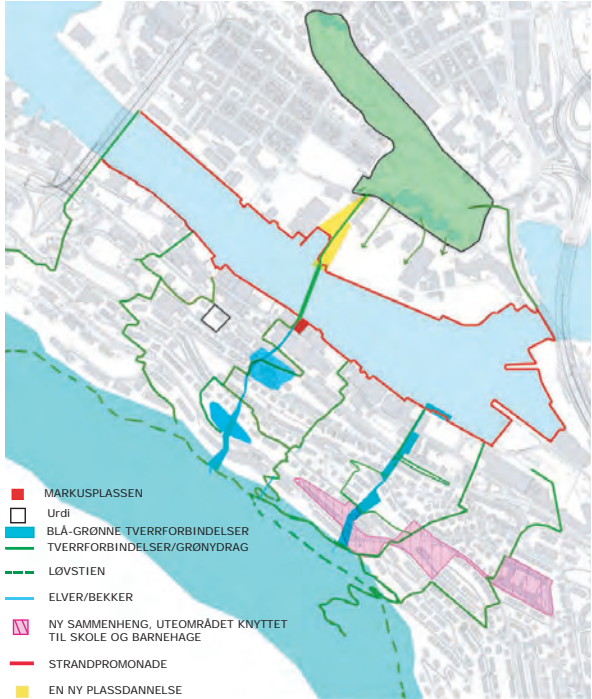 MARKUSPLASSEN
Urdi
BLÅ-GRØNNE TVERRFORBINDELSER
TVERRFORBINDELSER/GRØNYDRAG
LØVSTIEN
ELVER/BEKKER
NY SAMMENHENG, UTEOMRÅDET KNYTTET
TIL SKOLE OG BARNEHAGE
STRANDPROMONADE
EN NY PLASSDANNELSE